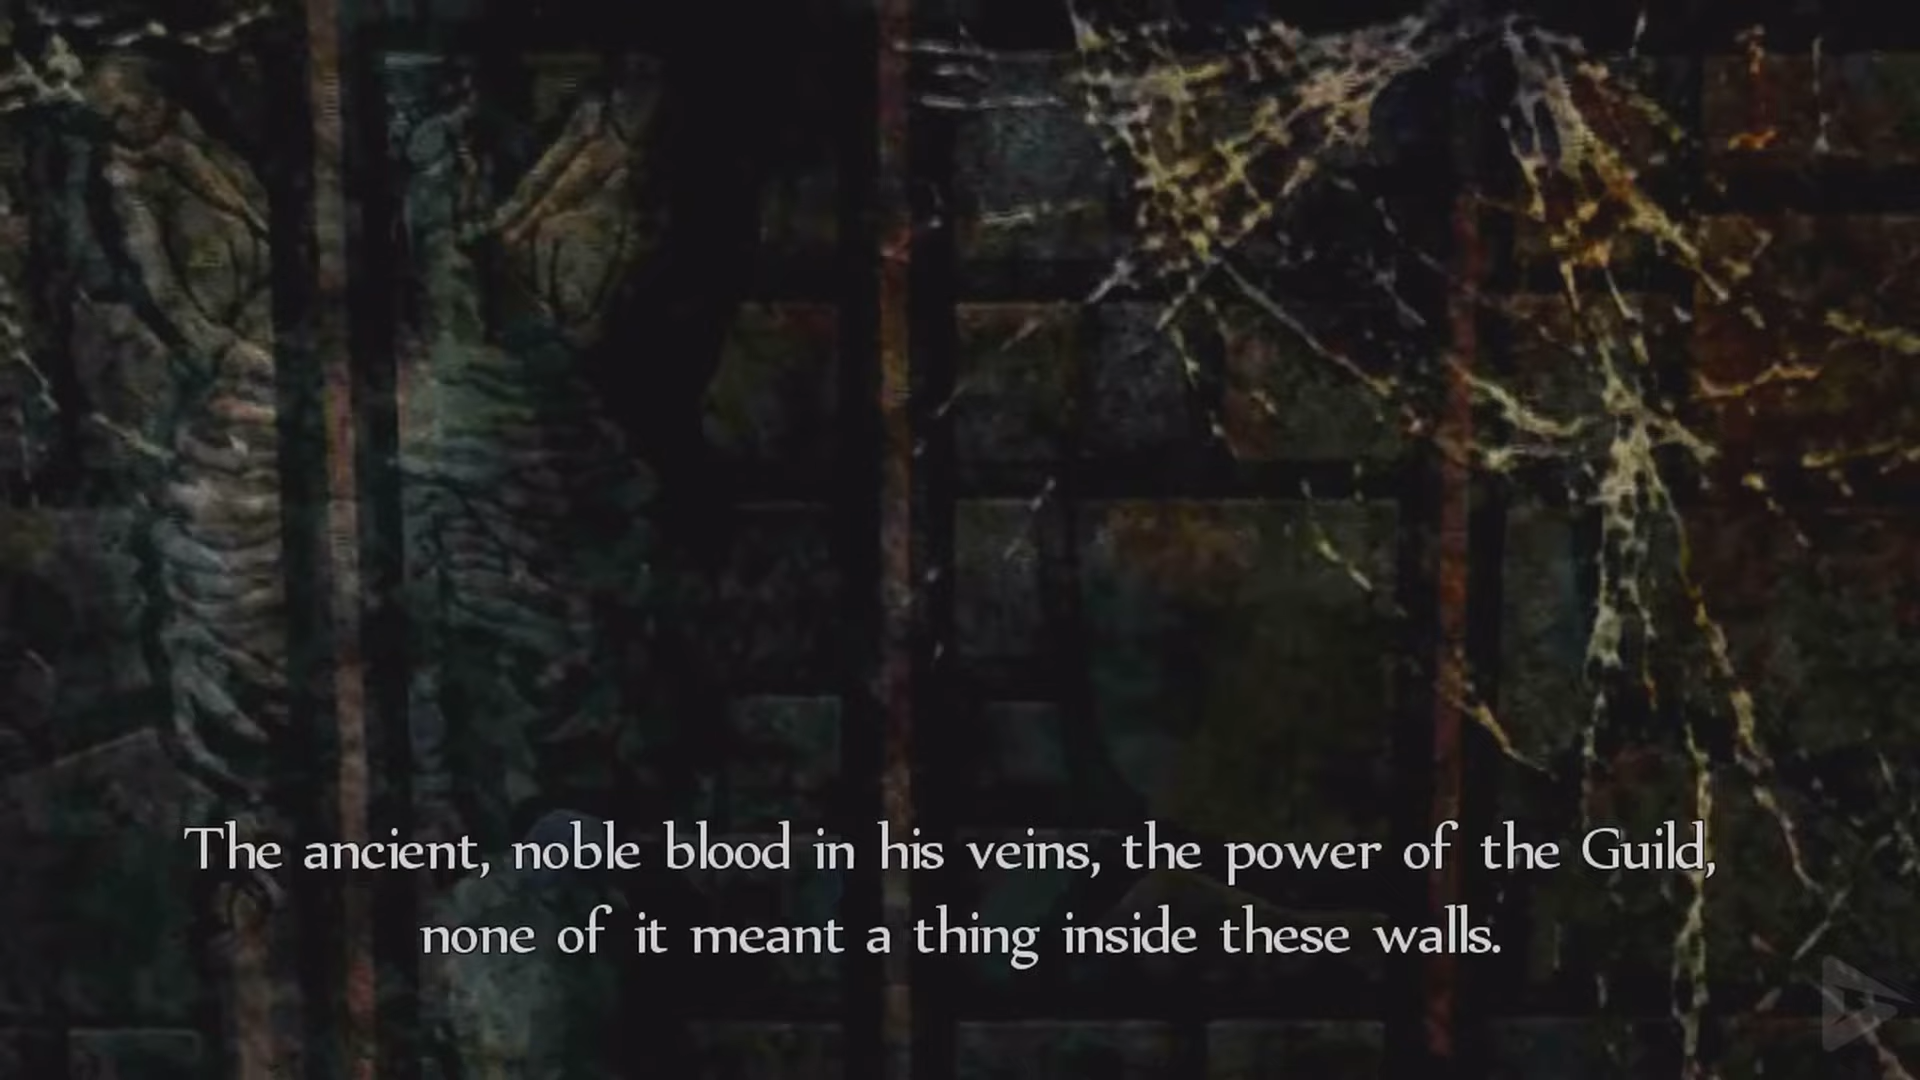 The ancient, noble blood in his veins, the power of the Guild,
none of it meant a thing inside these walls.